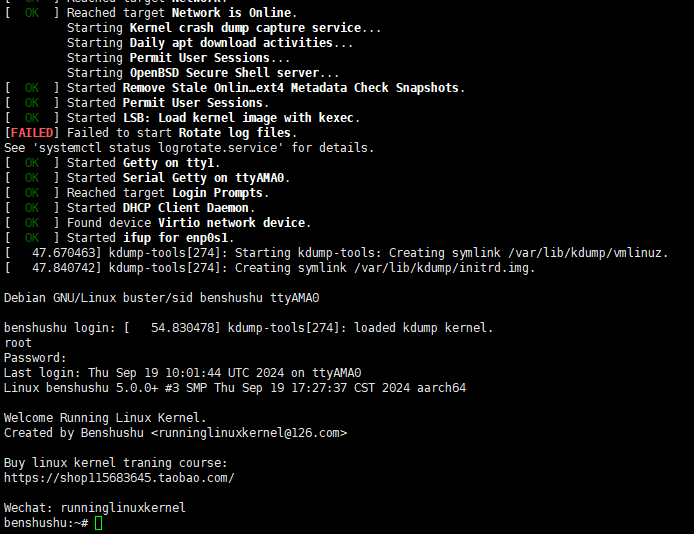 [  OK  ] Reached target Network.
[  OK  ] Reached target Network is Online.
         Starting Kernel crash dump capture service...
         Starting Daily apt download activities...
         Starting Permit User Sessions...
         Starting OpenBSD Secure Shell server...
[  OK  ] Started Remove Stale Onlin…ext4 Metadata Check Snapshots.
[  OK  ] Started Permit User Sessions.
[  OK  ] Started LSB: Load kernel image with kexec.
[FAILED] Failed to start Rotate log files.
See 'systemctl status logrotate.service' for details.
[  OK  ] Started Getty on tty1.
[  OK  ] Started Serial Getty on ttyAMA0.
[  OK  ] Reached target Login Prompts.
[  OK  ] Started DHCP Client Daemon.
[  OK  ] Found device Virtio network device.
[  OK  ] Started ifup for enp0s1.
[   47.670463] kdump-tools[274]: Starting kdump-tools: Creating symlink /var/lib/kdump/vmlinuz.
[   47.840742] kdump-tools[274]: Creating symlink /var/lib/kdump/initrd.img.

Debian GNU/Linux buster/sid benshushu ttyAMA0

benshushu login: [   54.830478] kdump-tools[274]: loaded kdump kernel.
root
Password:
Last login: Thu Sep 19 10:01:44 UTC 2024 on ttyAMA0
Linux benshushu 5.0.0+ #3 SMP Thu Sep 19 17:27:37 CST 2024 aarch64

Welcome Running Linux Kernel.
Created by Benshushu <runninglinuxkernel@126.com>

Buy linux kernel traning course:
https://shop115683645.taobao.com/

Wechat: runninglinuxkernel
benshushu:~#